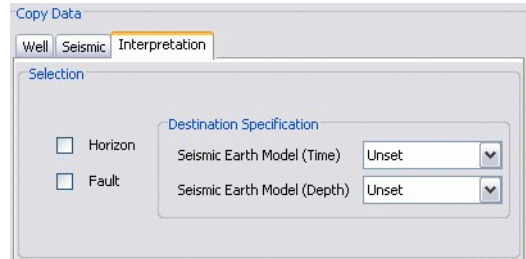 Copy Data
Well Seismic Interpretation
Selection
Destination Specification
Horizon
Seismic Earth Model (Time) Unset
Fault
Seismic Earth Model (Depth) Unset